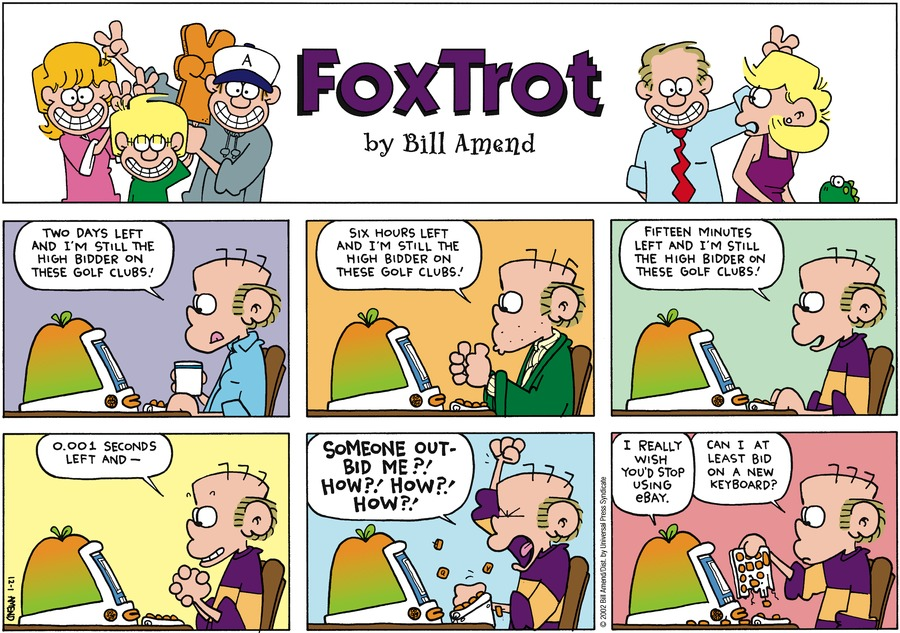 A
FOXTROT
by Bill Amend
TWO DAYS LEFT
AND I'M STILL THE
HIGH BIDDER ON
THESE GOLF CLUBS!
SIX HOURS LEFT
AND I'M STILL THE
HIGH BIDDER ON
THESE GOLF CLUBS!
FIFTEEN MINUTES
LEFT AND I'M STILL
THE HIGH BIDDER ON
THESE GOLF CLUBS!
0.001 SECONDS
LEFT AND—
12-1 AMEND
SOMEONE OUT-
BID ME?!
HOW?! HOW?!
HOW?!
© 2002 Bill Amend/Dist. by Universal Press Syndicate
I REALLY
WISH
YOU'D STOP
USING
eBAY.
CAN I AT
LEAST BID
ON A NEW
KEYBOARD?